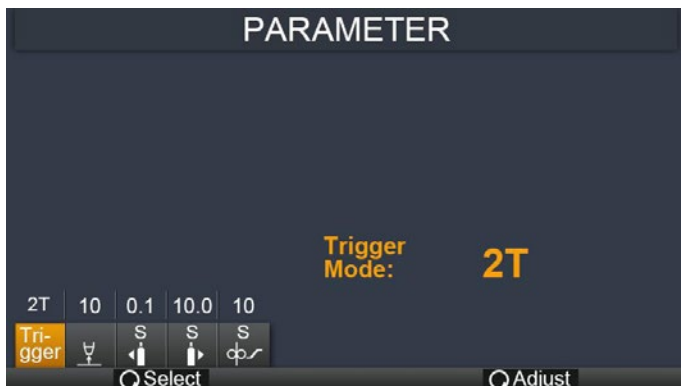 PARAMETER
Trigger
Mode: 2T
2T 10 0.1 10.0 10
Tri-
gger S S S
Select Adjust